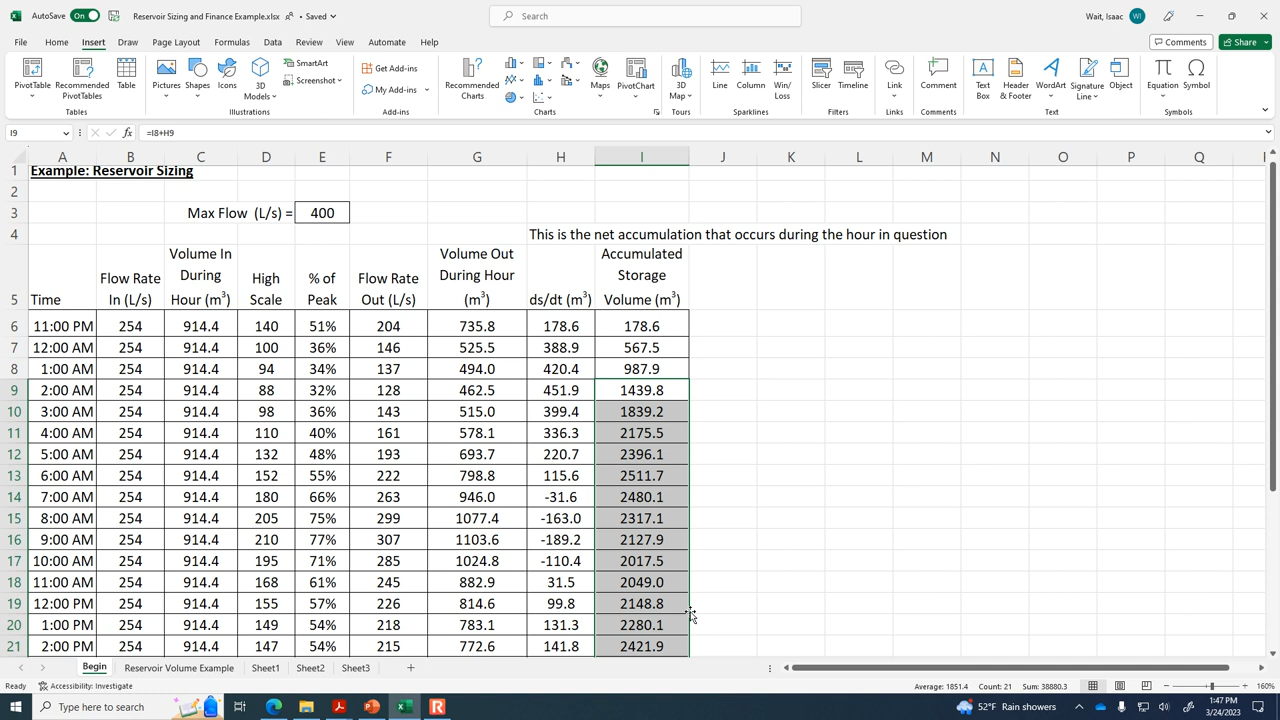 AutoSave On Reservoir Sizing and Finance Example.xlsx • Saved Search Wait, Isaac WI
File Home Insert Draw Page Layout Formulas Data Review View Automate Help Comments Share
PivotTable Recommended PivotTables Table Pictures Shapes Icons 3D Models SmartArt Screenshot Get Add-ins My Add-ins Recommended Charts Maps PivotChart 3D Map Line Column Win/Loss Slicer Timeline Link Comment Text Box Header & Footer WordArt Signature Line Object Equation Symbol
Tables Illustrations Add-ins Charts Tours Sparklines Filters Links Comments Text Symbols
I9 fx =I8+H9
A B C D E F G H I J K L M N O P Q
1 Example: Reservoir Sizing
2
3 Max Flow (L/s) = 400
4 This is the net accumulation that occurs during the hour in question
5 Time Flow Rate In (L/s) Volume In During Hour (m³) High Scale % of Peak Flow Rate Out (L/s) Volume Out During Hour (m³) ds/dt (m³) Accumulated Storage Volume (m³)
6 11:00 PM 254 914.4 140 51% 204 735.8 178.6 178.6
7 12:00 AM 254 914.4 100 36% 146 525.5 388.9 567.5
8 1:00 AM 254 914.4 94 34% 137 494.0 420.4 987.9
9 2:00 AM 254 914.4 88 32% 128 462.5 451.9 1439.8
10 3:00 AM 254 914.4 98 36% 143 515.0 399.4 1839.2
11 4:00 AM 254 914.4 110 40% 161 578.1 336.3 2175.5
12 5:00 AM 254 914.4 132 48% 193 693.7 220.7 2396.1
13 6:00 AM 254 914.4 152 55% 222 798.8 115.6 2511.7
14 7:00 AM 254 914.4 180 66% 263 946.0 -31.6 2480.1
15 8:00 AM 254 914.4 205 75% 299 1077.4 -163.0 2317.1
16 9:00 AM 254 914.4 210 77% 307 1103.6 -189.2 2127.9
17 10:00 AM 254 914.4 195 71% 285 1024.8 -110.4 2017.5
18 11:00 AM 254 914.4 168 61% 245 882.9 31.5 2049.0
19 12:00 PM 254 914.4 155 57% 226 814.6 99.8 2148.8
20 1:00 PM 254 914.4 149 54% 218 783.1 131.3 2280.1
21 2:00 PM 254 914.4 147 54% 215 772.6 141.8 2421.9
Begin Reservoir Volume Example Sheet1 Sheet2 Sheet3
Ready Accessibility: Investigate Average: 1851.4 Count: 21 Sum: 38880.3 160%
Type here to search 52°F Rain showers 1:47 PM
3/24/2023